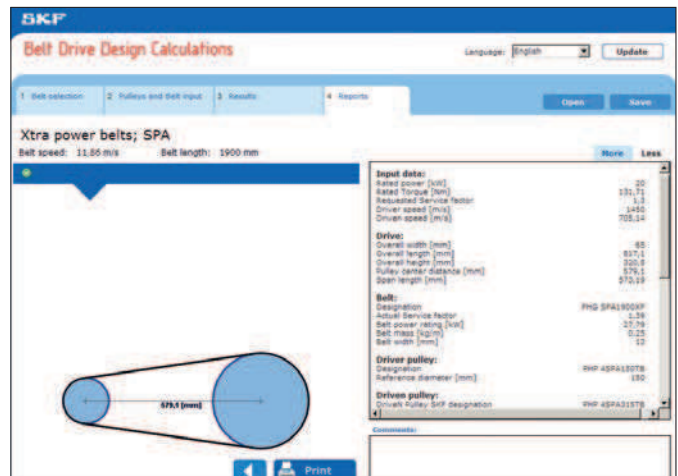 SKF
Belt Drive Design Calculations
Language: English Update
1 Belt selection 2 Pulleys and Belt input 3 Results 4 Reports
Open Save
Xtra power belts; SPA
Belt speed: 11,66 m/s Belt length: 1900 mm
More Less
Input data:
Rated power [kW] 20
Rated Torque [Nm] 131,71
Requested Service factor 1,3
Driver speed [m/s] 1450
Driven speed [m/s] 705,14
Drive:
Overall width [mm] 65
Overall length [mm] 817,1
Overall height [mm] 320,8
Pulley center distance [mm] 579,1
Span length [mm] 573,19
Belt:
Designation PHG SPA1900XP
Actual Service factor 1,39
Belt power rating [kW] 27,79
Belt mass [kg/m] 0,25
Belt width [mm] 13
Driver pulley:
Designation PHP 4SPA150TB
Reference diameter [mm] 150
Driven pulley:
Driven Pulley SKF designation PHP 4SPA315TB
579,1 [mm]
Comments:
Print